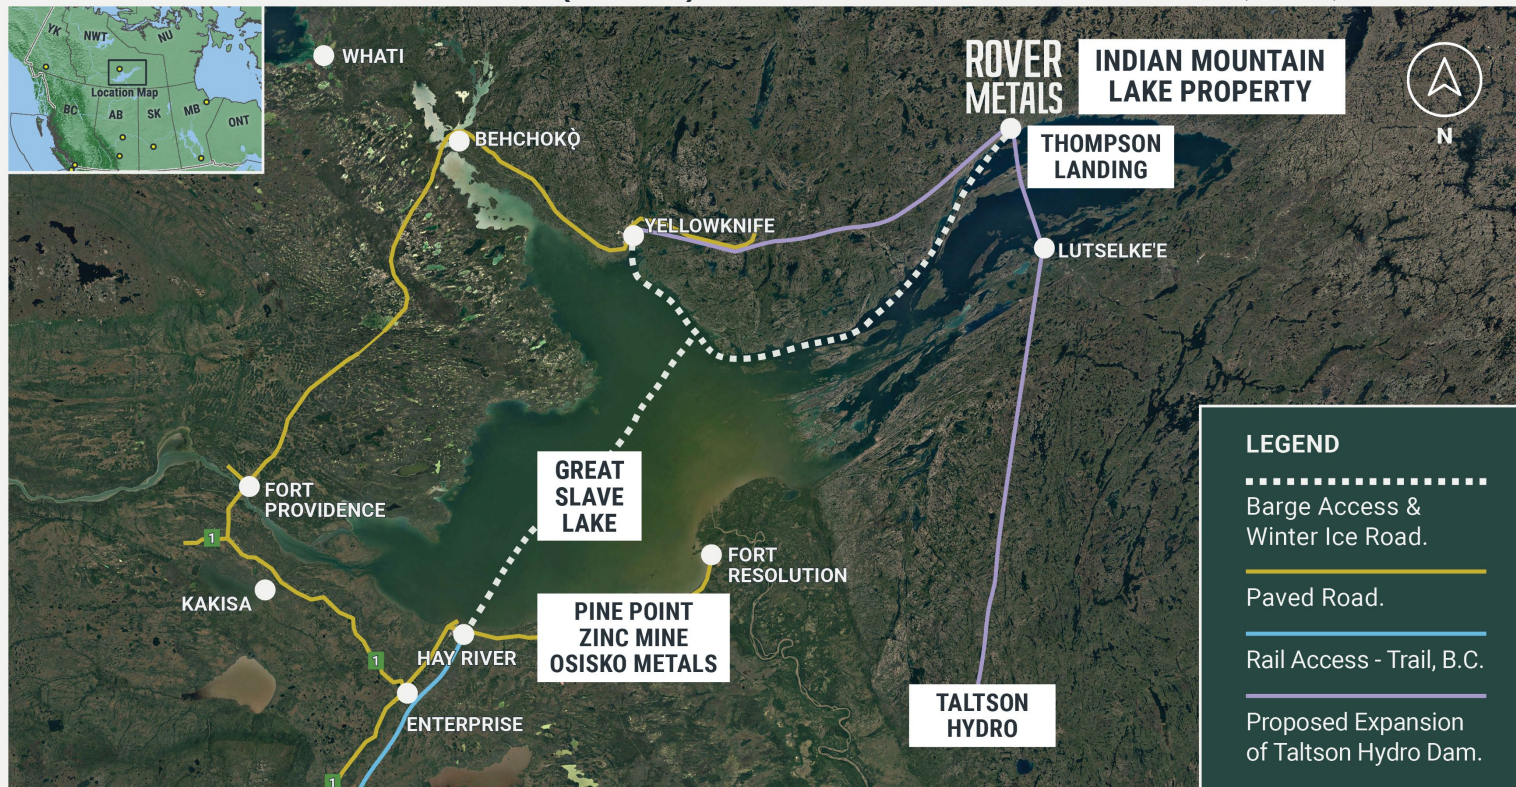 YK
NWT
NU
Location Map
BC
AB
SK
MB
ONT
WHATI
ROVER
METALS
INDIAN MOUNTAIN
LAKE PROPERTY
N
BEHCHOKǪ̀
THOMPSON
LANDING
YELLOWKNIFE
LUTSELKE'E
GREAT
SLAVE
LAKE
FORT
PROVIDENCE
1
KAKISA
FORT
RESOLUTION
PINE POINT
ZINC MINE
OSISKO METALS
HAY RIVER
1
ENTERPRISE
1
TALTSON
HYDRO
LEGEND
Barge Access &
Winter Ice Road.
Paved Road.
Rail Access - Trail, B.C.
Proposed Expansion
of Taltson Hydro Dam.